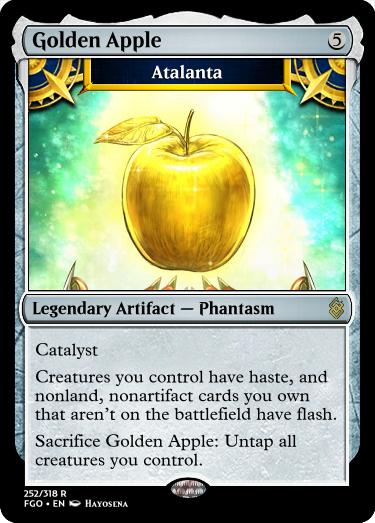 Golden Apple 5
Atalanta
Legendary Artifact — Phantasm
Catalyst
Creatures you control have haste, and
nonland, nonartifact cards you own
that aren't on the battlefield have flash.
Sacrifice Golden Apple: Untap all
creatures you control.
252/318 R
FGO • EN Hayosena